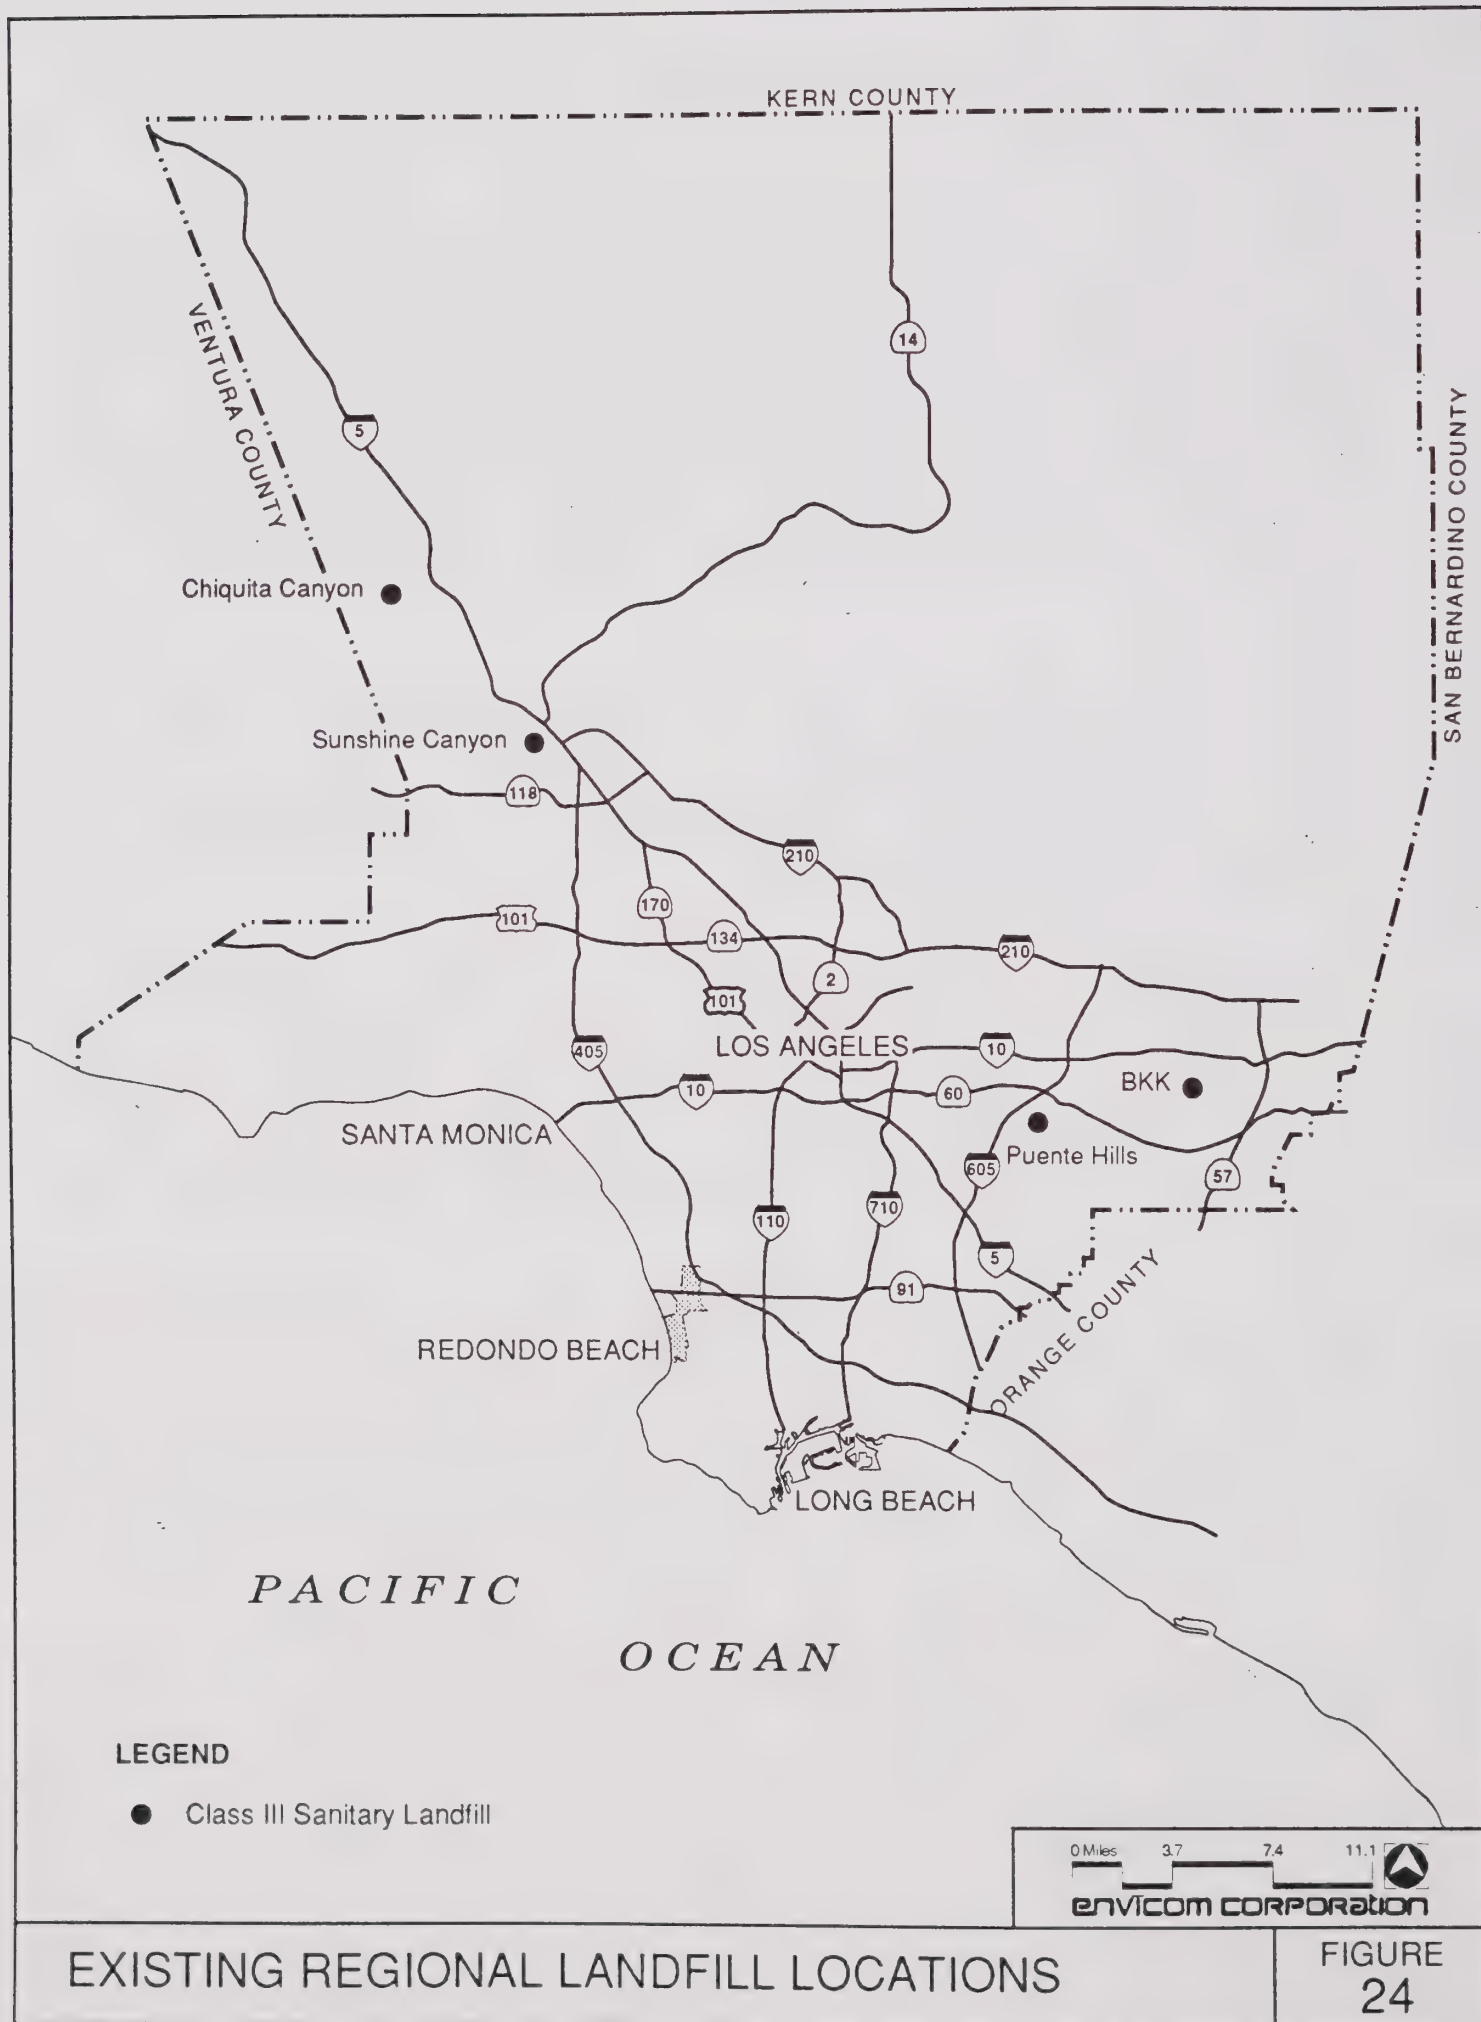 KERN COUNTY
14
VENTURA COUNTY
5
SAN BERNARDINO COUNTY
Chiquita Canyon
Sunshine Canyon
118
210
170
101
134
210
2
101
405
LOS ANGELES
10
10
60
BKK
SANTA MONICA
605
Puente Hills
57
110
710
5
91
ORANGE COUNTY
REDONDO BEACH
LONG BEACH
PACIFIC
OCEAN
LEGEND
Class III Sanitary Landfill
0 Miles 3.7 7.4 11.1
envicom CORPORation
EXISTING REGIONAL LANDFILL LOCATIONS
FIGURE
24